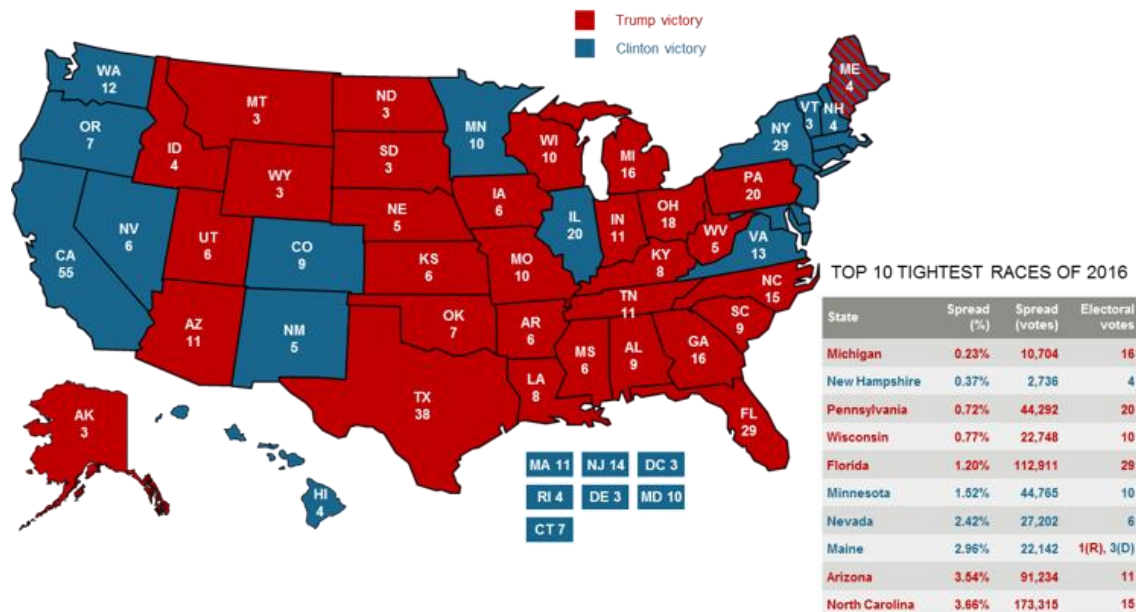 Trump victory
Clinton victory
WA
12
OR
7
CA
55
NV
6
ID
4
MT
3
WY
3
UT
6
AZ
11
CO
9
NM
5
ND
3
SD
3
NE
5
KS
6
OK
7
TX
38
MN
10
IA
6
MO
10
AR
6
LA
8
WI
10
IL
20
MI
16
IN
11
OH
18
KY
8
TN
11
MS
6
AL
9
GA
16
FL
29
SC
9
NC
15
VA
13
WV
5
PA
20
NY
29
VT
3
NH
4
ME
4
AK
3
HI
4
MA 11 NJ 14 DC 3
RI 4 DE 3 MD 10
CT 7
TOP 10 TIGHTEST RACES OF 2016
State Spread (%) Spread (votes) Electoral votes
Michigan 0.23% 10,704 16
New Hampshire 0.37% 2,736 4
Pennsylvania 0.72% 44,292 20
Wisconsin 0.77% 22,748 10
Florida 1.20% 112,911 29
Minnesota 1.52% 44,765 10
Nevada 2.42% 27,202 6
Maine 2.96% 22,142 1(R), 3(D)
Arizona 3.54% 91,234 11
North Carolina 3.66% 173,315 15